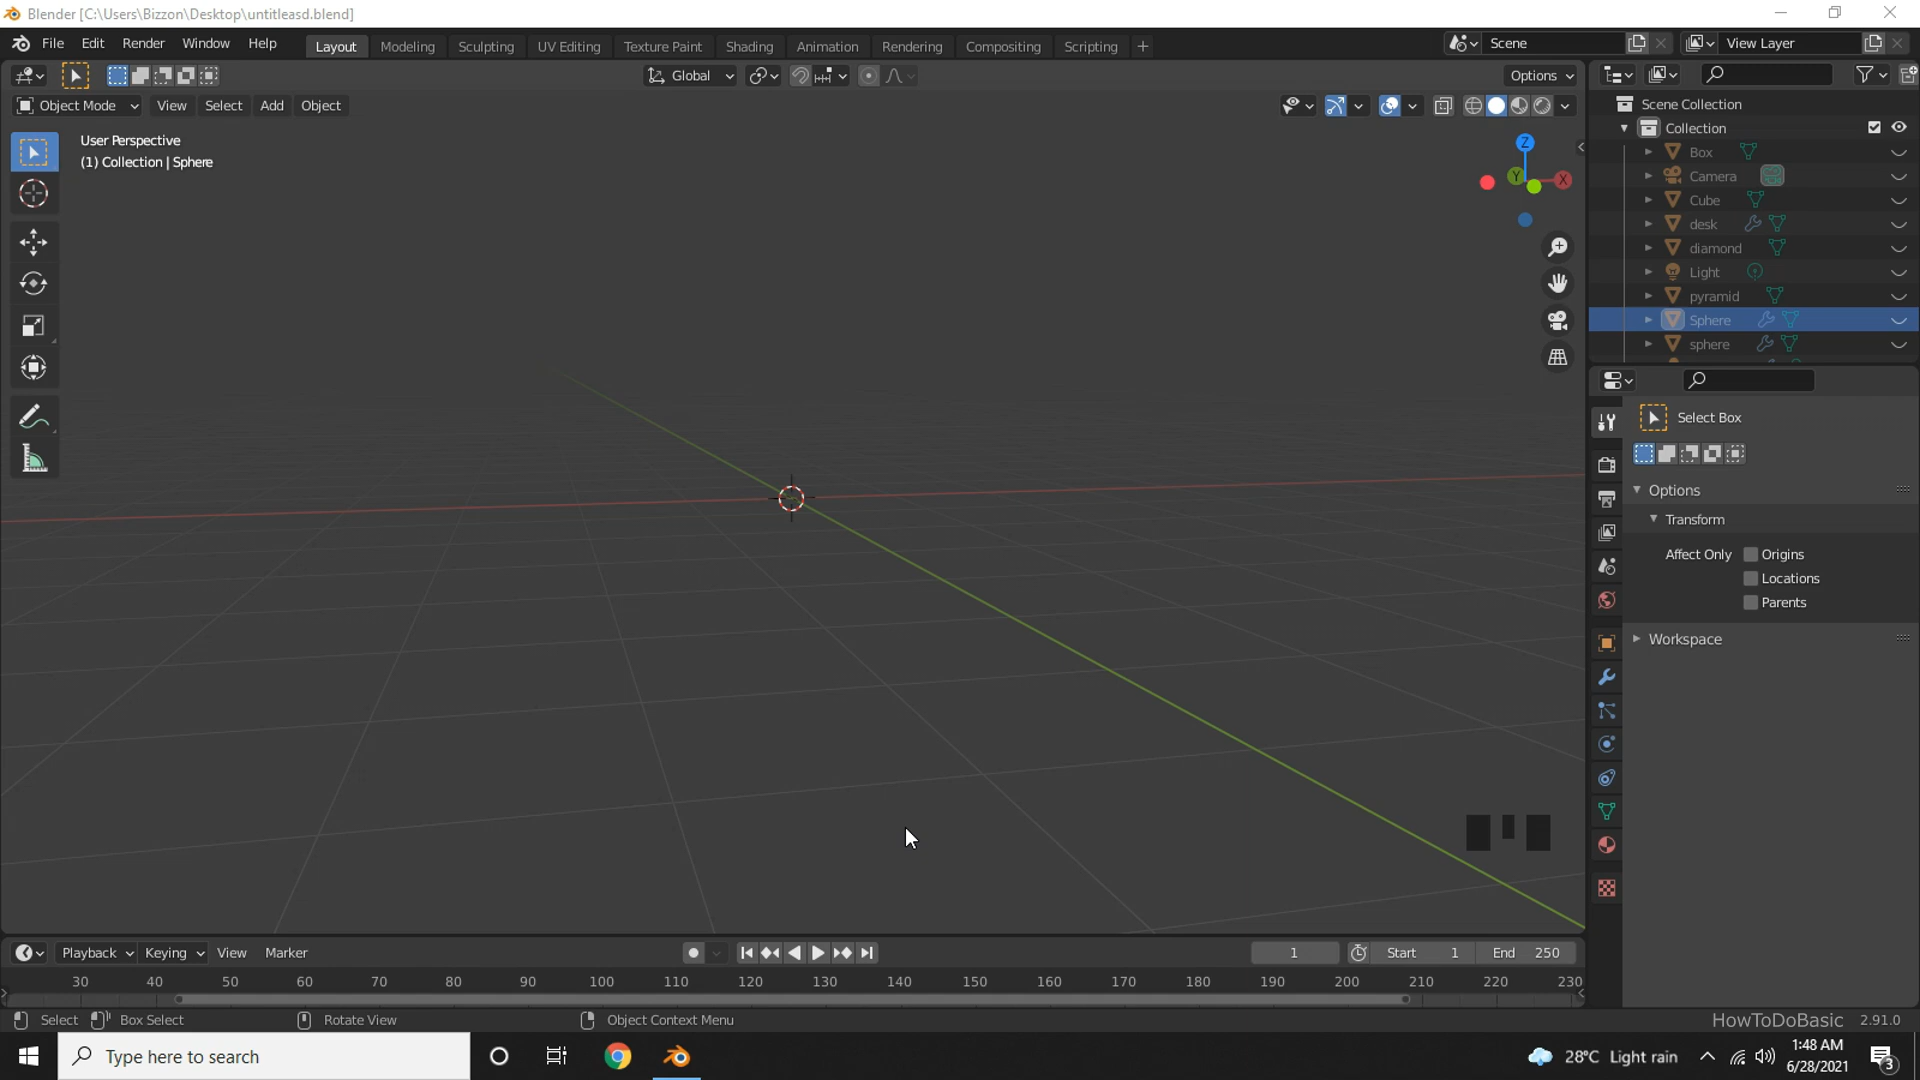 Blender [C:\Users\Bizzon\Desktop\untitleasd.blend]
File Edit Render Window Help Layout Modeling Sculpting UV Editing Texture Paint Shading Animation Rendering Compositing Scripting + Scene View Layer
Global Options
Object Mode View Select Add Object
User Perspective
(1) Collection | Sphere
Z
Y
X
Scene Collection
Collection
Box
Camera
Cube
desk
diamond
Light
pyramid
Sphere
sphere
Select Box
Options
Transform
Affect Only Origins
Locations
Parents
Workspace
Playback Keying View Marker 1 Start 1 End 250
30 40 50 60 70 80 90 100 110 120 130 140 150 160 170 180 190 200 210 220 230
Select Box Select Rotate View Object Context Menu HowToDoBasic 2.91.0
Type here to search
28°C Light rain
1:48 AM
6/28/2021
3